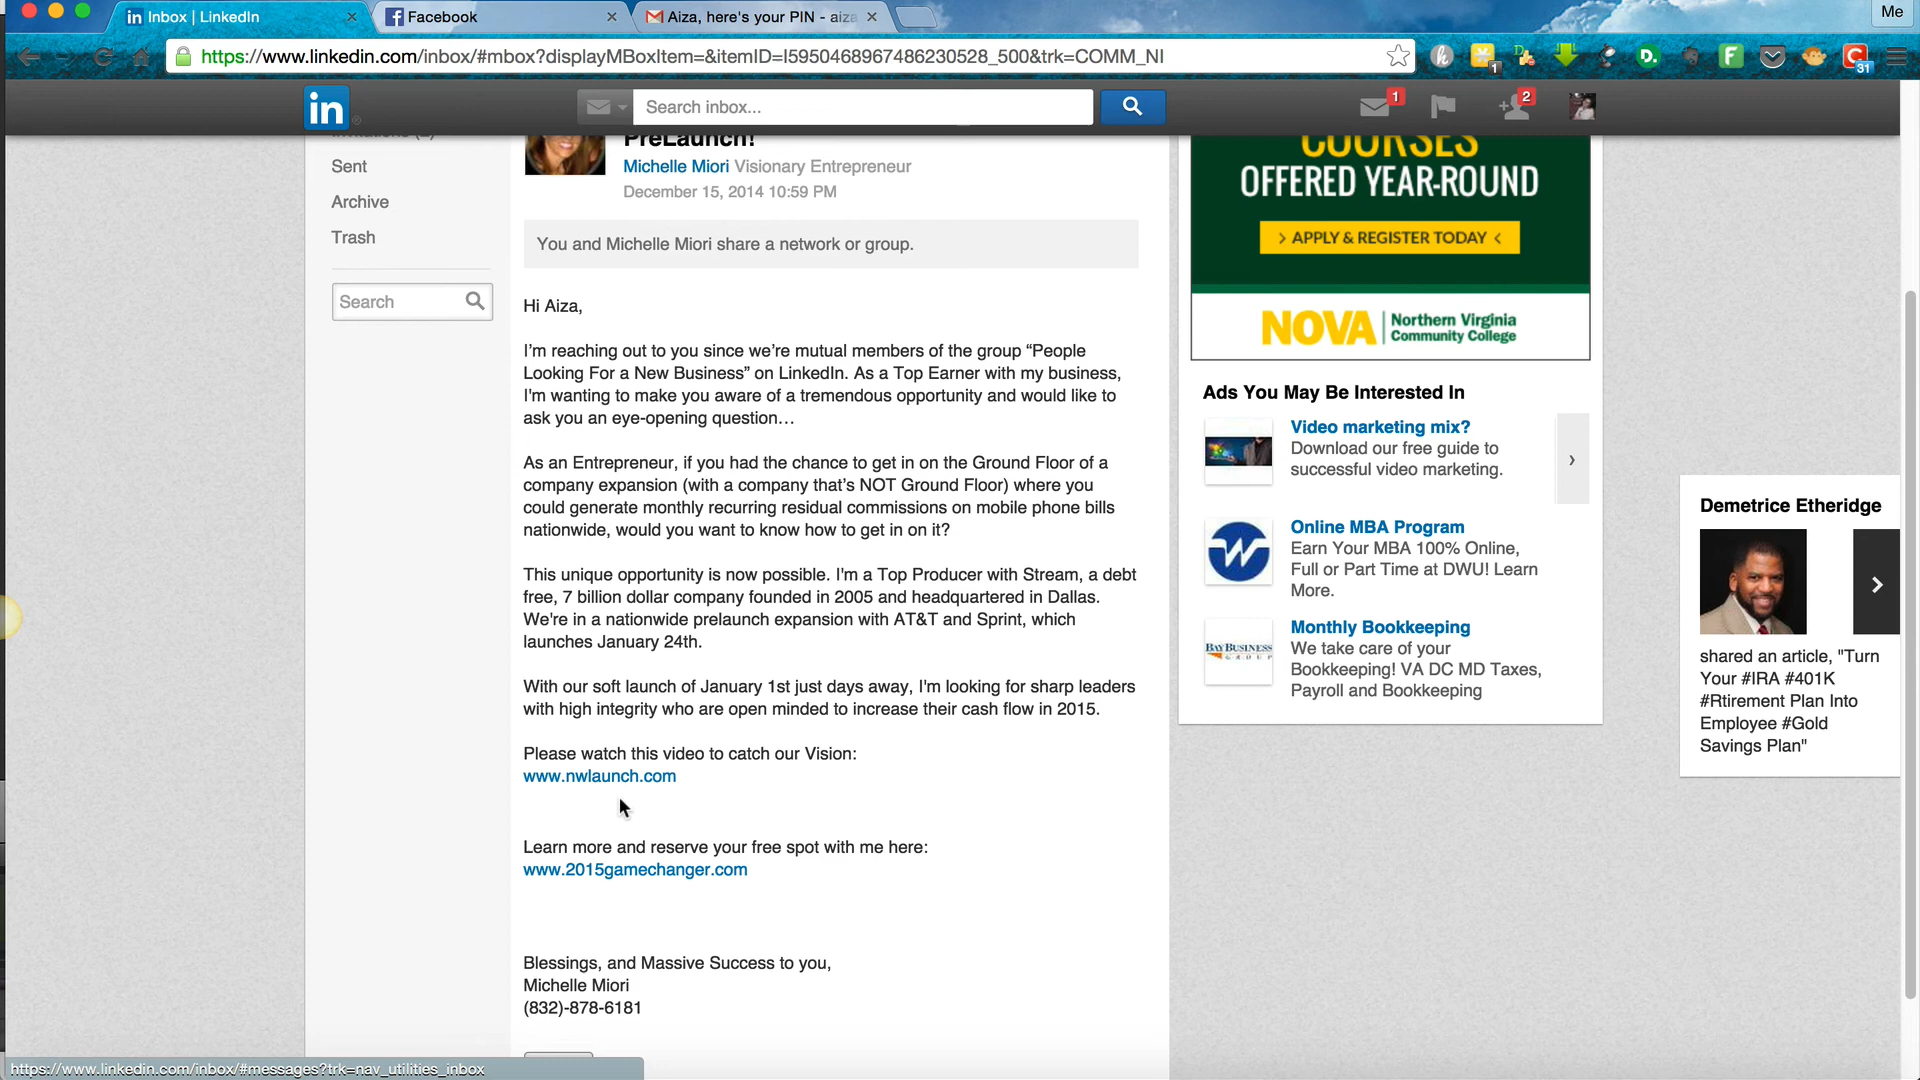 Inbox | LinkedIn
Facebook
Aiza, here's your PIN - aiza
Me
https://www.linkedin.com/inbox/#mbox?displayMBoxItem=&itemID=I5950468967486230528_500&trk=COMM_NI
1
31
in
Search inbox...
1
2
Sent
Archive
Trash
Search
PreLaunch!
Michelle Miori Visionary Entrepreneur
December 15, 2014 10:59 PM
You and Michelle Miori share a network or group.
Hi Aiza,
I'm reaching out to you since we're mutual members of the group “People
Looking For a New Business” on LinkedIn. As a Top Earner with my business,
I'm wanting to make you aware of a tremendous opportunity and would like to
ask you an eye-opening question…
As an Entrepreneur, if you had the chance to get in on the Ground Floor of a
company expansion (with a company that's NOT Ground Floor) where you
could generate monthly recurring residual commissions on mobile phone bills
nationwide, would you want to know how to get in on it?
This unique opportunity is now possible. I'm a Top Producer with Stream, a debt
free, 7 billion dollar company founded in 2005 and headquartered in Dallas.
We're in a nationwide prelaunch expansion with AT&T and Sprint, which
launches January 24th.
With our soft launch of January 1st just days away, I'm looking for sharp leaders
with high integrity who are open minded to increase their cash flow in 2015.
Please watch this video to catch our Vision:
www.nwlaunch.com
Learn more and reserve your free spot with me here:
www.2015gamechanger.com
Blessings, and Massive Success to you,
Michelle Miori
(832)-878-6181
COURSES
OFFERED YEAR-ROUND
> APPLY & REGISTER TODAY <
NOVA | Northern Virginia
Community College
Ads You May Be Interested In
Video marketing mix?
Download our free guide to
successful video marketing.
Online MBA Program
Earn Your MBA 100% Online,
Full or Part Time at DWU! Learn
More.
BAY BUSINESS
GROUP
Monthly Bookkeeping
We take care of your
Bookkeeping! VA DC MD Taxes,
Payroll and Bookkeeping
Demetrice Etheridge
shared an article, "Turn
Your #IRA #401K
#Rtirement Plan Into
Employee #Gold
Savings Plan"
https://www.linkedin.com/inbox/#messages?trk=nav_utilities_inbox